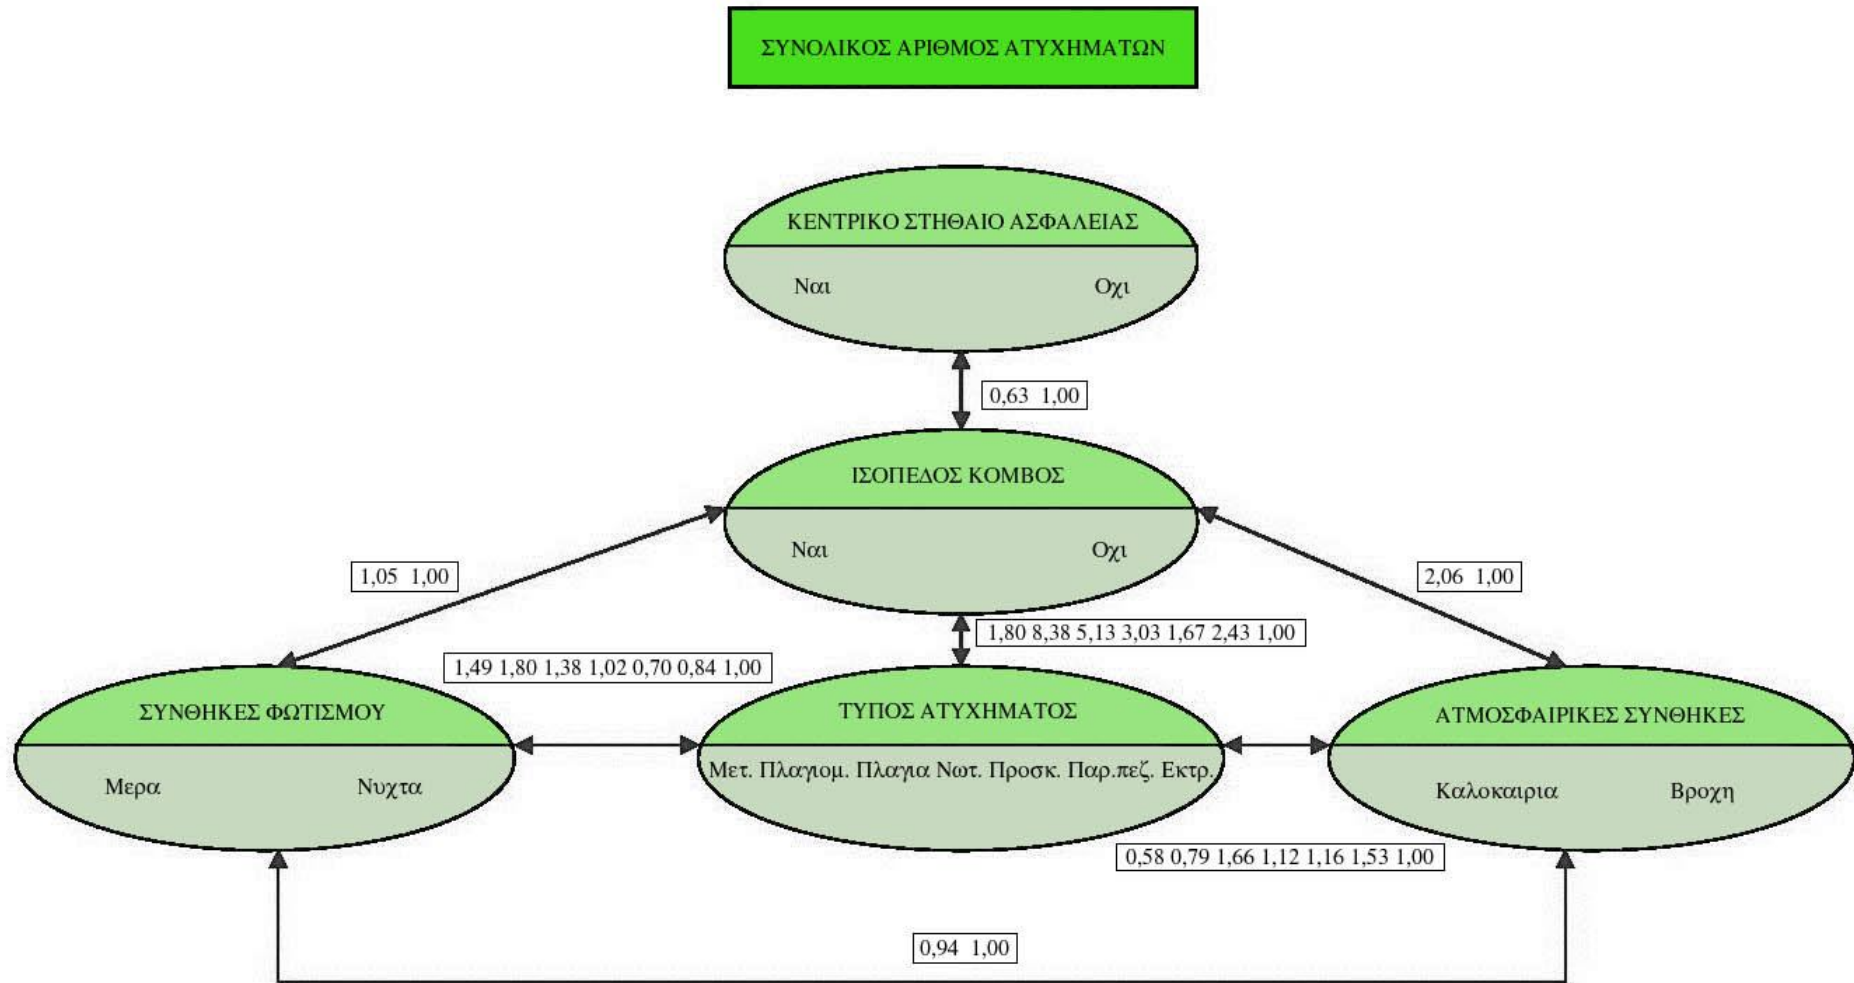 ΣΥΝΟΛΙΚΟΣ ΑΡΙΘΜΟΣ ΑΤΥΧΗΜΑΤΩΝ
ΚΕΝΤΡΙΚΟ ΣΤΗΘΑΙΟ ΑΣΦΑΛΕΙΑΣ
Ναι Οχι
0,63 1,00
ΙΣΟΠΕΔΟΣ ΚΟΜΒΟΣ
Ναι Οχι
1,05 1,00
2,06 1,00
1,80 8,38 5,13 3,03 1,67 2,43 1,00
1,49 1,80 1,38 1,02 0,70 0,84 1,00
ΣΥΝΘΗΚΕΣ ΦΩΤΙΣΜΟΥ
Μερα Νυχτα
ΤΥΠΟΣ ΑΤΥΧΗΜΑΤΟΣ
Μετ. Πλαγιομ. Πλαγια Νωτ. Προσκ. Παρ.πεζ. Εκτρ.
ΑΤΜΟΣΦΑΙΡΙΚΕΣ ΣΥΝΘΗΚΕΣ
Καλοκαιρια Βροχη
0,58 0,79 1,66 1,12 1,16 1,53 1,00
0,94 1,00